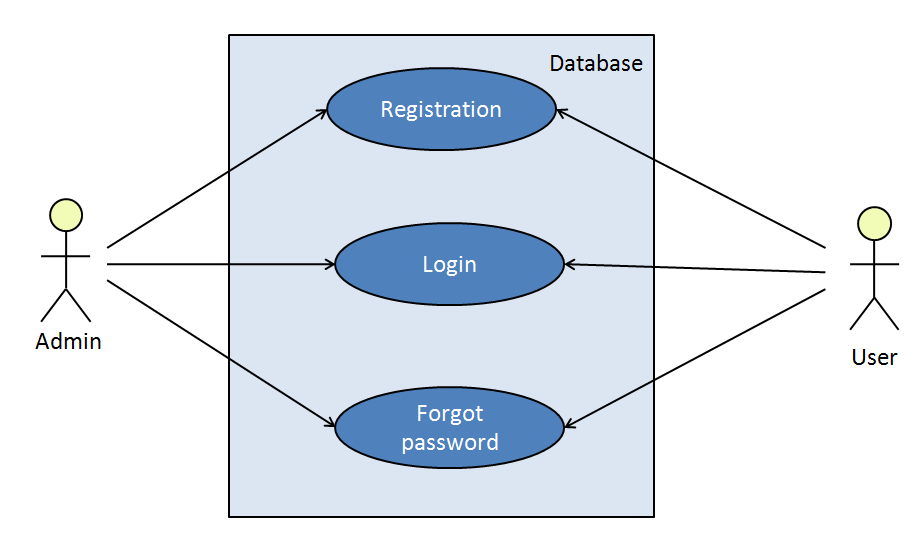 Database
Registration
Login
Admin
User
Forgot
password